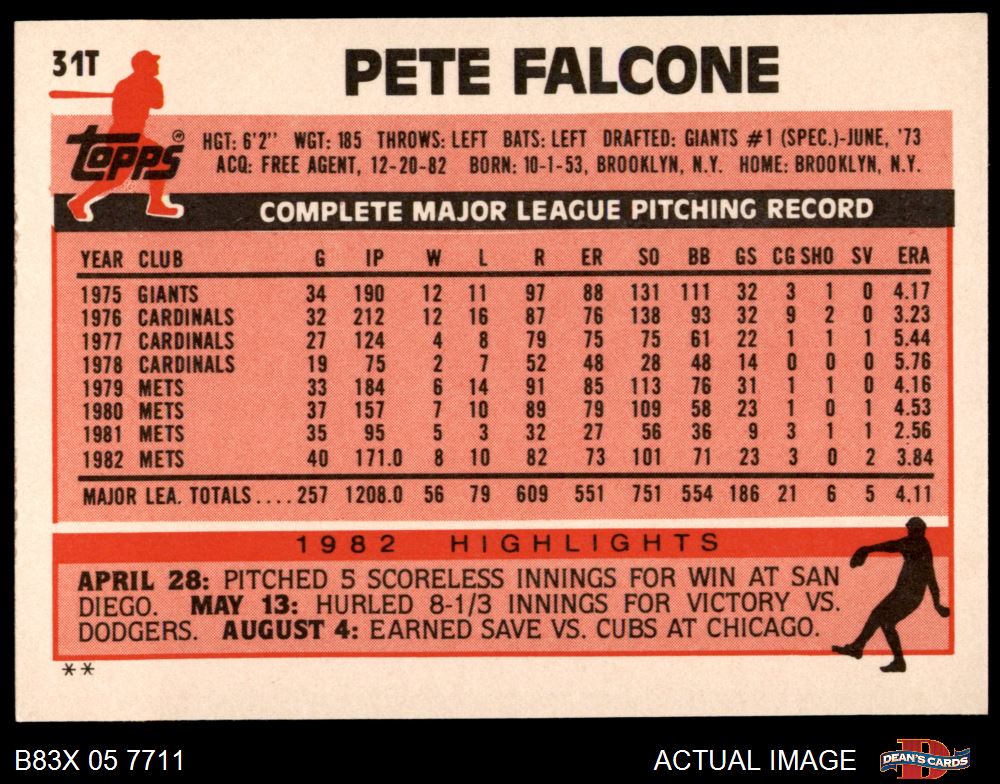 31T
PETE FALCONE
topps ®
HGT: 6'2" WGT: 185 THROWS: LEFT BATS: LEFT DRAFTED: GIANTS #1 (SPEC.)-JUNE, '73
ACQ: FREE AGENT, 12-20-82 BORN: 10-1-53, BROOKLYN, N.Y. HOME: BROOKLYN, N.Y.
COMPLETE MAJOR LEAGUE PITCHING RECORD
YEAR CLUB G IP W L R ER SO BB GS CG SHO SV ERA
1975 GIANTS 34 190 12 11 97 88 131 111 32 3 1 0 4.17
1976 CARDINALS 32 212 12 16 87 76 138 93 32 9 2 0 3.23
1977 CARDINALS 27 124 4 8 79 75 75 61 22 1 1 1 5.44
1978 CARDINALS 19 75 2 7 52 48 28 48 14 0 0 0 5.76
1979 METS 33 184 6 14 91 85 113 76 31 1 1 0 4.16
1980 METS 37 157 7 10 89 79 109 58 23 1 0 1 4.53
1981 METS 35 95 5 3 32 27 56 36 9 3 1 1 2.56
1982 METS 40 171.0 8 10 82 73 101 71 23 3 0 2 3.84
MAJOR LEA. TOTALS.... 257 1208.0 56 79 609 551 751 554 186 21 6 5 4.11
1982 HIGHLIGHTS
APRIL 28: PITCHED 5 SCORELESS INNINGS FOR WIN AT SAN
DIEGO. MAY 13: HURLED 8-1/3 INNINGS FOR VICTORY VS.
DODGERS. AUGUST 4: EARNED SAVE VS. CUBS AT CHICAGO.
**
B83X 05 7711 ACTUAL IMAGE DEAN'S CARDS